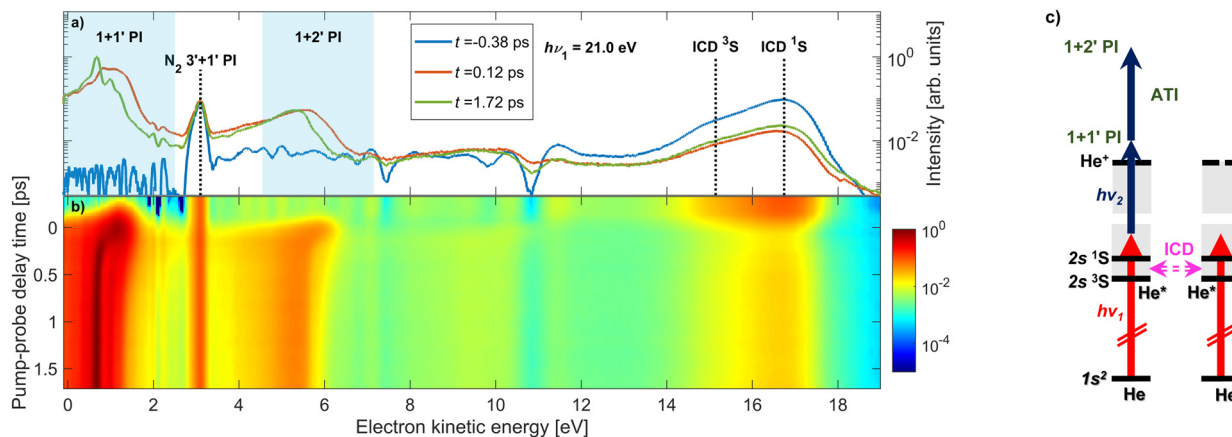 a)
1+1' PI
N₂ 3'+1' PI
1+2' PI
t =-0.38 ps
t =0.12 ps
t =1.72 ps
hν₁ = 21.0 eV
ICD ³S
ICD ¹S
10⁰
10⁻²
Intensity [arb. units]
b)
Pump-probe delay time [ps]
0
0.5
1
1.5
0 2 4 6 8 10 12 14 16 18
Electron kinetic energy [eV]
10⁰
10⁻²
10⁻⁴
c)
1+2' PI
ATI
1+1' PI
He⁺
hν₂
2s ¹S
ICD
2s ³S
He* He*
hν₁
1s²
He He